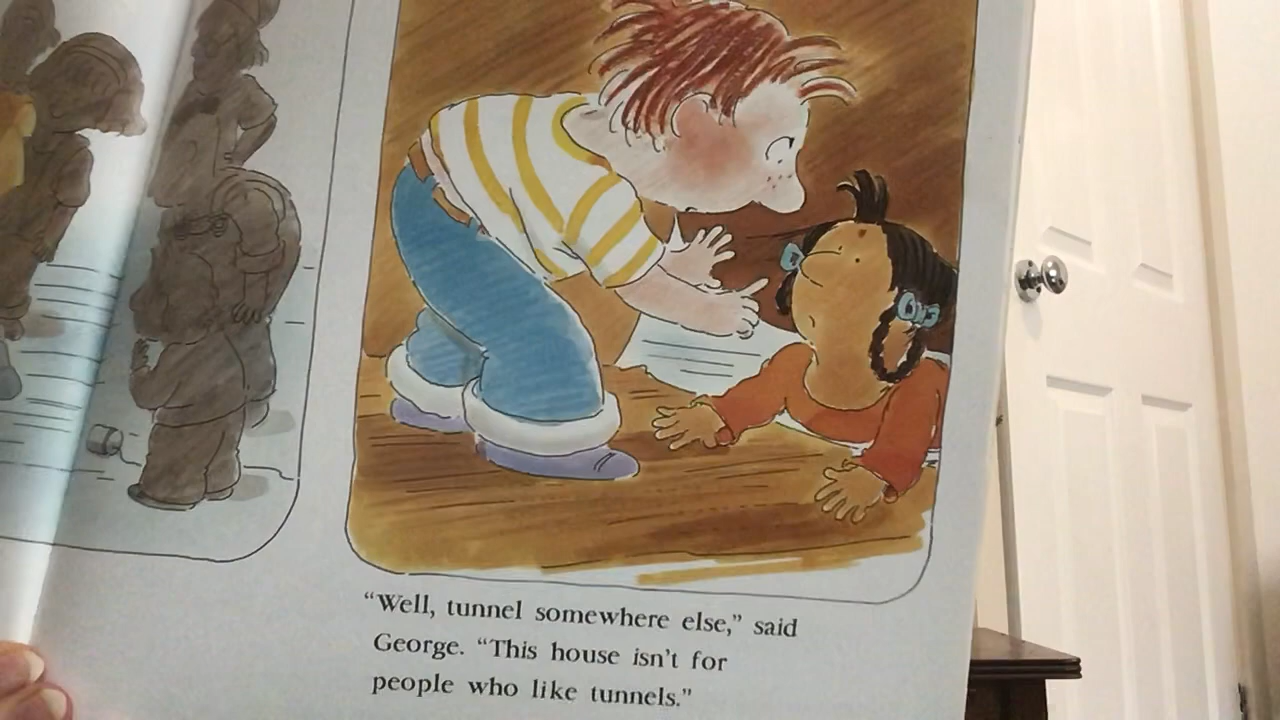 “Well, tunnel somewhere else,” said
George. “This house isn’t for
people who like tunnels.”